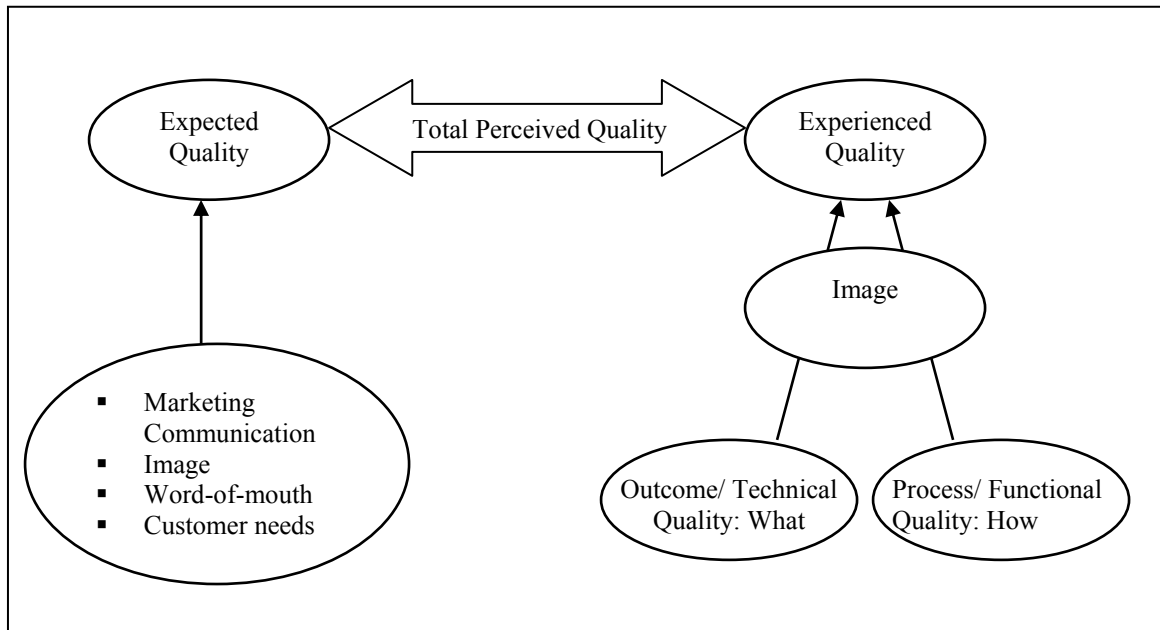 Expected
Quality
Total Perceived Quality
Experienced
Quality
Image
▪ Marketing
Communication
▪ Image
▪ Word-of-mouth
▪ Customer needs
Outcome/ Technical
Quality: What
Process/ Functional
Quality: How